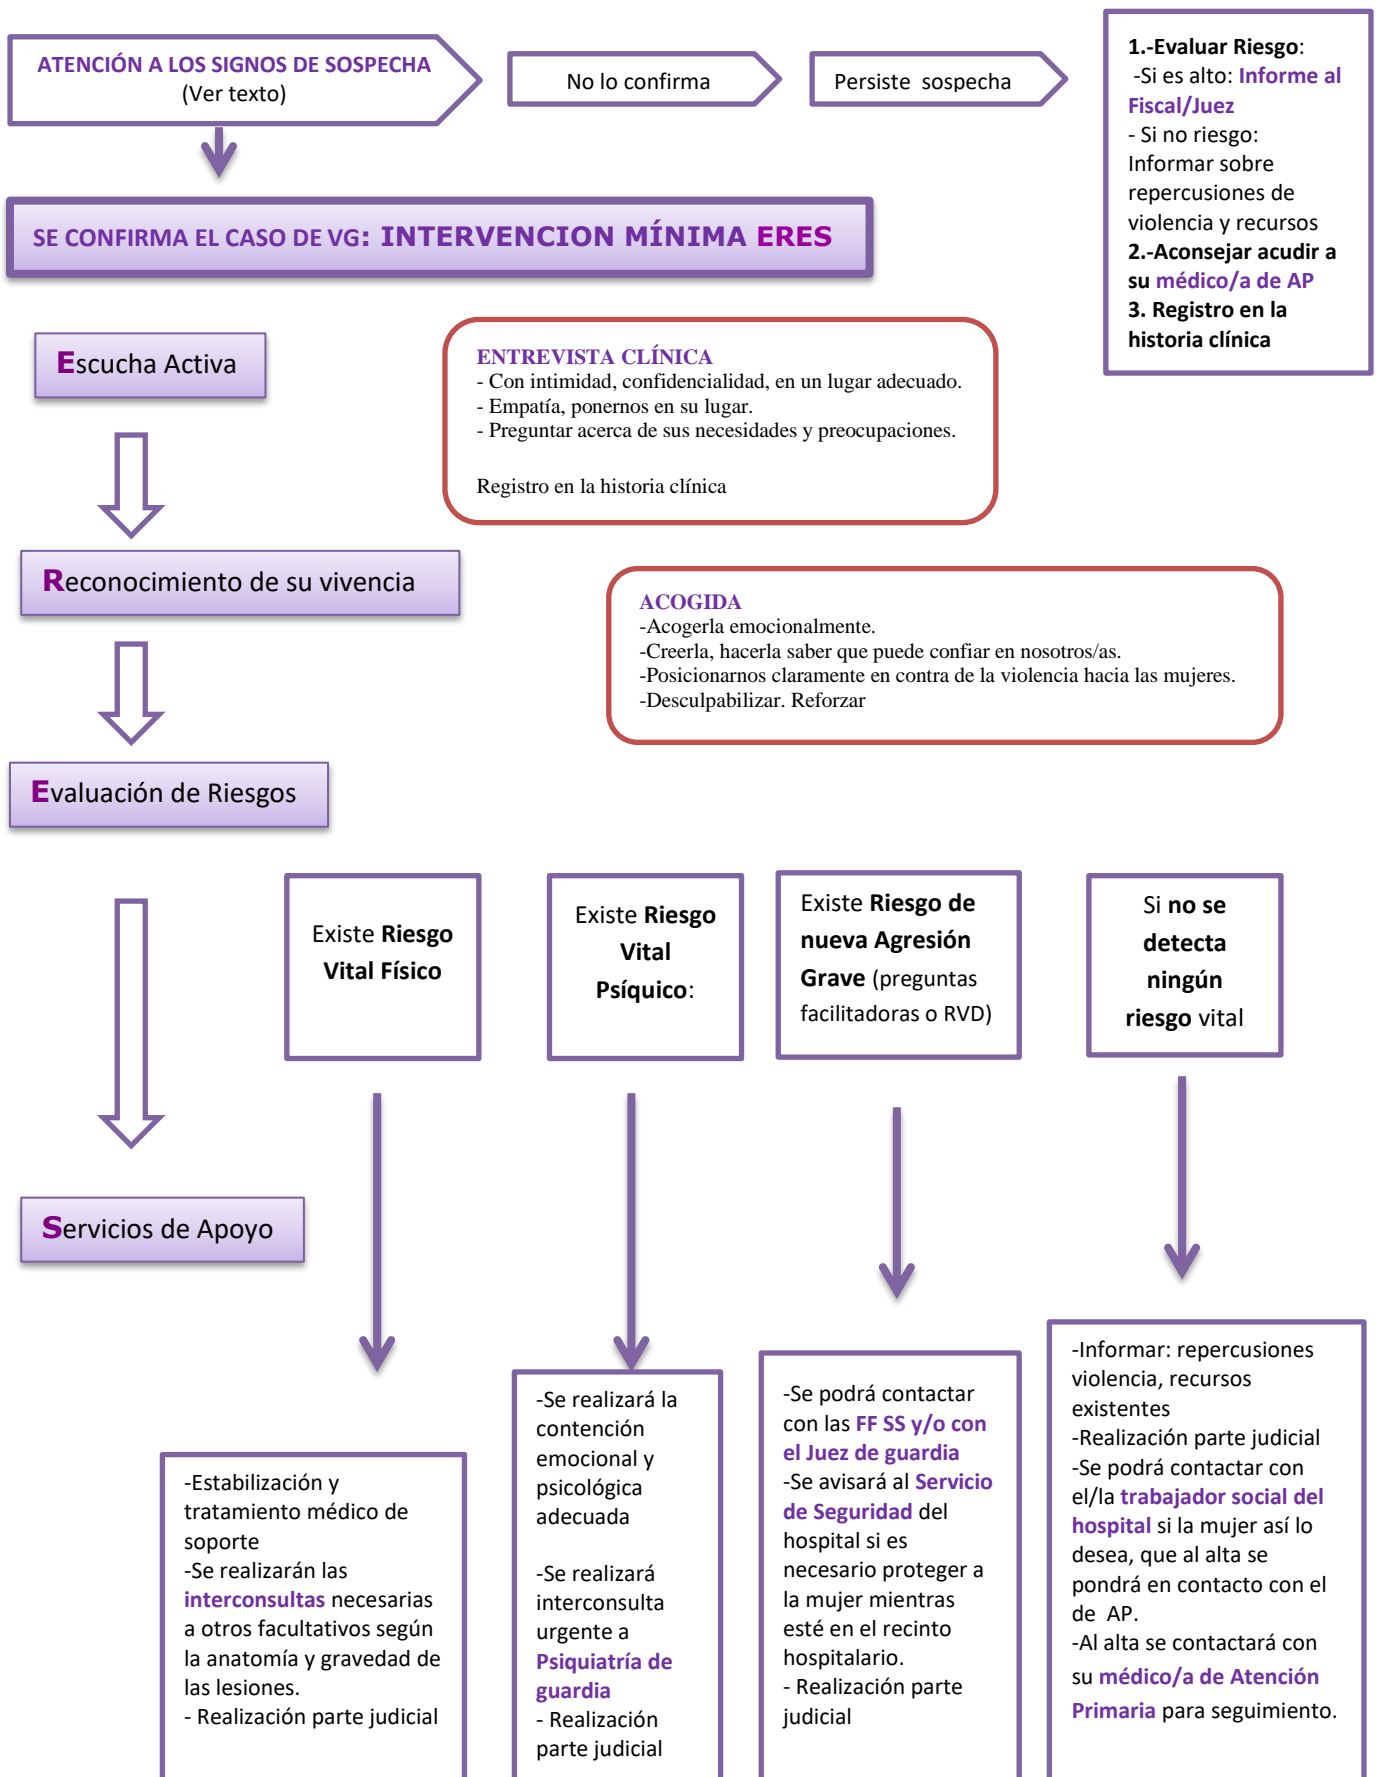 ATENCIÓN A LOS SIGNOS DE SOSPECHA
(Ver texto)
No lo confirma
Persiste sospecha
1.-Evaluar Riesgo:
-Si es alto: Informe al
Fiscal/Juez
- Si no riesgo:
Informar sobre
repercusiones de
violencia y recursos
2.-Aconsejar acudir a
su médico/a de AP
3. Registro en la
historia clínica
SE CONFIRMA EL CASO DE VG: INTERVENCION MÍNIMA ERES
Escucha Activa
ENTREVISTA CLÍNICA
- Con intimidad, confidencialidad, en un lugar adecuado.
- Empatía, ponernos en su lugar.
- Preguntar acerca de sus necesidades y preocupaciones.
Registro en la historia clínica
Reconocimiento de su vivencia
ACOGIDA
-Acogerla emocionalmente.
-Creerla, hacerla saber que puede confiar en nosotros/as.
-Posicionarnos claramente en contra de la violencia hacia las mujeres.
-Desculpabilizar. Reforzar
Evaluación de Riesgos
Existe Riesgo
Vital Físico
Existe Riesgo
Vital
Psíquico:
Existe Riesgo de
nueva Agresión
Grave (preguntas
facilitadoras o RVD)
Si no se
detecta
ningún
riesgo vital
Servicios de Apoyo
-Estabilización y
tratamiento médico de
soporte
-Se realizarán las
interconsultas necesarias
a otros facultativos según
la anatomía y gravedad de
las lesiones.
- Realización parte judicial
-Se realizará la
contención
emocional y
psicológica
adecuada
-Se realizará
interconsulta
urgente a
Psiquiatría de
guardia
- Realización
parte judicial
-Se podrá contactar
con las FF SS y/o con
el Juez de guardia
-Se avisará al Servicio
de Seguridad del
hospital si es
necesario proteger a
la mujer mientras
esté en el recinto
hospitalario.
- Realización parte
judicial
-Informar: repercusiones
violencia, recursos
existentes
-Realización parte judicial
-Se podrá contactar con
el/la trabajador social del
hospital si la mujer así lo
desea, que al alta se
pondrá en contacto con el
de AP.
-Al alta se contactará con
su médico/a de Atención
Primaria para seguimiento.